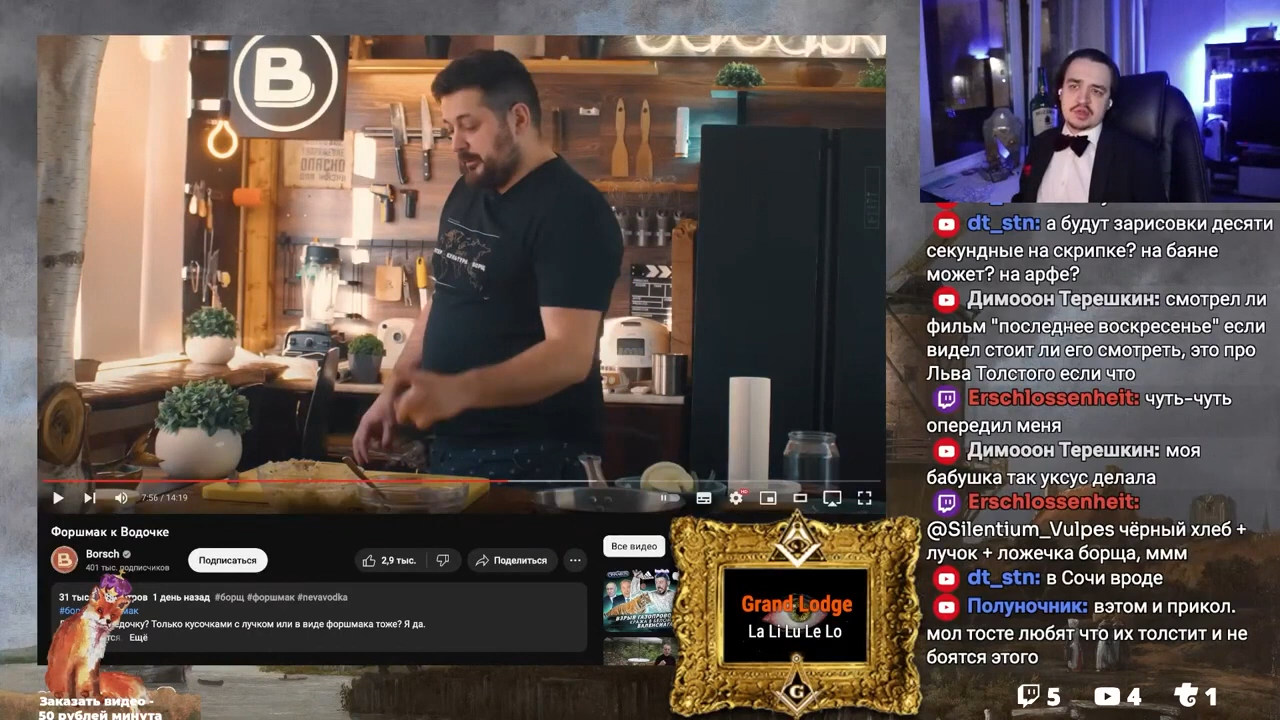 B
ОПАСНО
7:56 / 14:19
Форшмак к Водочке
Borsch
401 тыс. подписчиков
Подписаться
2,9 тыс.
Поделиться
Все видео
31 тыс
1 день назад #борщ #форшмак #nevavodka
едочку? Только кусочками с лучком или в виде форшмака тоже? Я да.
Ещё
Заказать видео -
50 рублей минута
Grand Lodge
La Li Lu Le Lo
G
dt_stn: а будут зарисовки десяти
секундные на скрипке? на баяне
может? на арфе?
Димооон Терешкин: смотрел ли
фильм "последнее воскресенье" если
видел стоит ли его смотреть, это про
Льва Толстого если что
Erschlossenheit: чуть-чуть
опередил меня
Димооон Терешкин: моя
бабушка так уксус делала
Erschlossenheit:
@Silentium_Vulpes чёрный хлеб +
лучок + ложечка борща, ммм
dt_stn: в Сочи вроде
Полуночник: вэтом и прикол.
мол тосте любят что их толстит и не
боятся этого
5
4
1